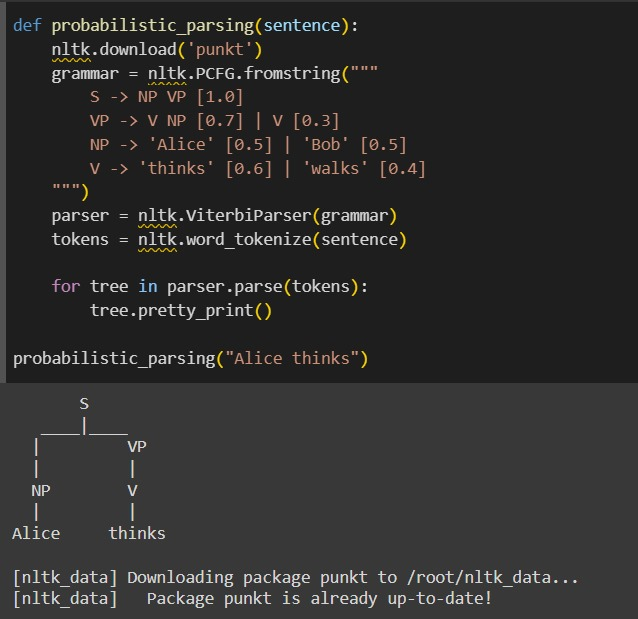 def probabilistic_parsing(sentence):
    nltk.download('punkt')
    grammar = nltk.PCFG.fromstring("""
        S -> NP VP [1.0]
        VP -> V NP [0.7] | V [0.3]
        NP -> 'Alice' [0.5] | 'Bob' [0.5]
        V -> 'thinks' [0.6] | 'walks' [0.4]
    """)
    parser = nltk.ViterbiParser(grammar)
    tokens = nltk.word_tokenize(sentence)

    for tree in parser.parse(tokens):
        tree.pretty_print()

probabilistic_parsing("Alice thinks")
       S
   ____|____
  |         VP
  |         |
  NP        V
  |         |
Alice     thinks

[nltk_data] Downloading package punkt to /root/nltk_data...
[nltk_data]   Package punkt is already up-to-date!